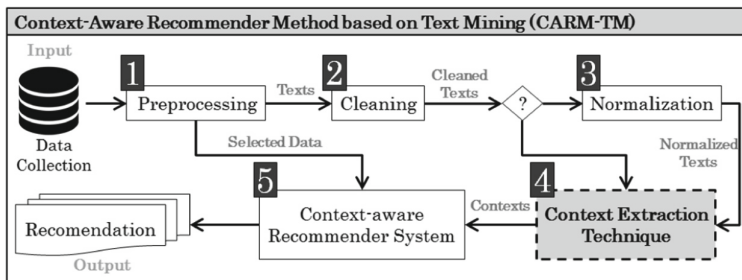 Context-Aware Recommender Method based on Text Mining (CARM-TM)
Input
1
2
3
Preprocessing
Texts
Cleaning
Cleaned
Texts
?
Normalization
Data
Collection
Selected Data
Normalized
Texts
5
4
Recomendation
Context-aware
Recommender System
Contexts
Context Extraction
Technique
Output